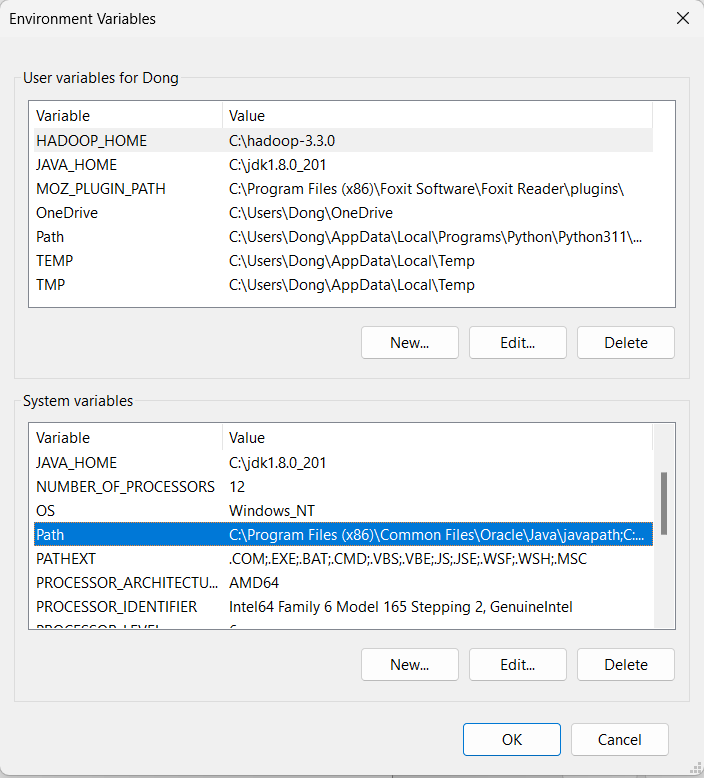 Environment Variables
User variables for Dong
Variable Value
HADOOP_HOME C:\hadoop-3.3.0
JAVA_HOME C:\jdk1.8.0_201
MOZ_PLUGIN_PATH C:\Program Files (x86)\Foxit Software\Foxit Reader\plugins\
OneDrive C:\Users\Dong\OneDrive
Path C:\Users\Dong\AppData\Local\Programs\Python\Python311\...
TEMP C:\Users\Dong\AppData\Local\Temp
TMP C:\Users\Dong\AppData\Local\Temp
New... Edit... Delete
System variables
Variable Value
JAVA_HOME C:\jdk1.8.0_201
NUMBER_OF_PROCESSORS 12
OS Windows_NT
Path C:\Program Files (x86)\Common Files\Oracle\Java\javapath;C:...
PATHEXT .COM;.EXE;.BAT;.CMD;.VBS;.VBE;.JS;.JSE;.WSF;.WSH;.MSC
PROCESSOR_ARCHITECTU... AMD64
PROCESSOR_IDENTIFIER Intel64 Family 6 Model 165 Stepping 2, GenuineIntel
New... Edit... Delete
OK Cancel